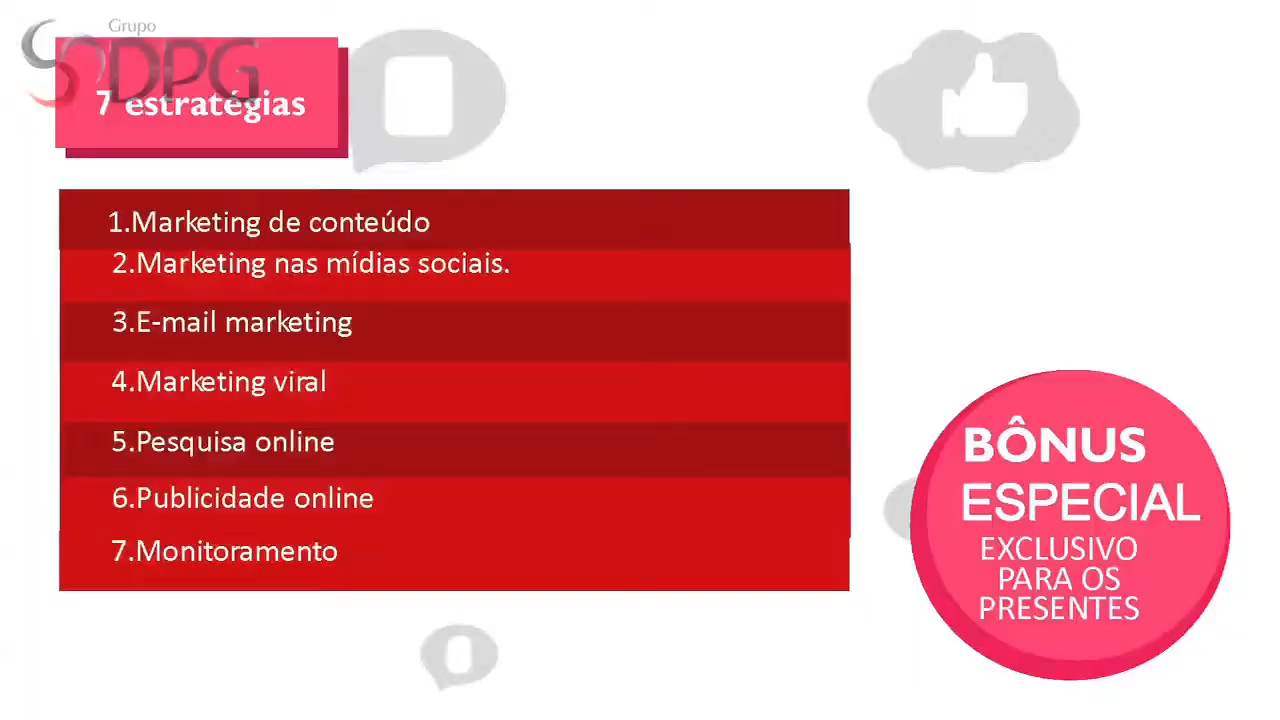 Grupo
DPG
7 estratégias
1.Marketing de conteúdo
2.Marketing nas mídias sociais.
3.E-mail marketing
4.Marketing viral
5.Pesquisa online
6.Publicidade online
7.Monitoramento
BÔNUS
ESPECIAL
EXCLUSIVO
PARA OS
PRESENTES